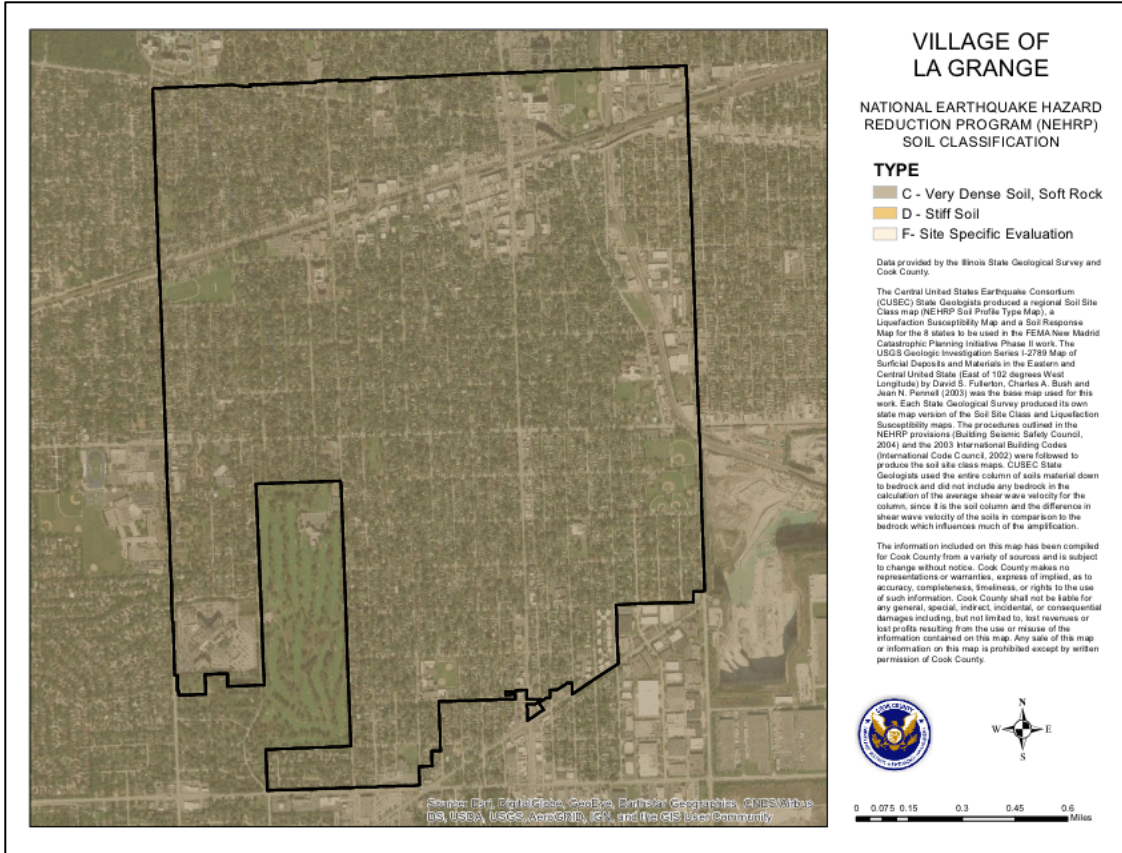 VILLAGE OF
LA GRANGE
NATIONAL EARTHQUAKE HAZARD
REDUCTION PROGRAM (NEHRP)
SOIL CLASSIFICATION
TYPE
C - Very Dense Soil, Soft Rock
D - Stiff Soil
F- Site Specific Evaluation
Data provided by the Illinois State Geological Survey and
Cook County.
The Central United States Earthquake Consortium
(CUSEC) State Geologists produced a regional Soil Site
Class map (NEHRP Soil Profile Type Map), a
Liquefaction Susceptibility Map and a Soil Response
Map for the 8 states to be used in the FEMA New Madrid
Catastrophic Planning Initiative Phase II work. The
USGS Geologic Investigation Series I-2789 Map of
Surficial Deposits and Materials in the Eastern and
Central United State (East of 102 degrees West
Longitude) by David S. Fullerton, Charles A. Bush and
Jean N. Pennell (2003) was the base map used for this
work. Each State Geological Survey produced its own
state map version of the Soil Site Class and Liquefaction
Susceptibility maps. The procedures outlined in the
NEHRP provisions (Building Seismic Safety Council,
2004) and the 2003 International Building Codes
(International Code Council, 2002) were followed to
produce the soil site class maps. CUSEC State
Geologists used the entire column of soils material down
to bedrock and did not include any bedrock in the
calculation of the average shear wave velocity for the
column, since it is the soil column and the difference in
shear wave velocity of the soils in comparison to the
bedrock which influences much of the amplification.
The information included on this map has been compiled
for Cook County from a variety of sources and is subject
to change without notice. Cook County makes no
representations or warranties, express of implied, as to
accuracy, completeness, timeliness, or rights to the use
of such information. Cook County shall not be liable for
any general, special, indirect, incidental, or consequential
damages including, but not limited to, lost revenues or
lost profits resulting from the use or misuse of the
information contained on this map. Any sale of this map
or information on this map is prohibited except by written
permission of Cook County.
N
W E
S
0 0.075 0.15 0.3 0.45 0.6
Miles
Source: Esri, DigitalGlobe, GeoEye, Earthstar Geographics, CNES/Airbus
DS, USDA, USGS, AeroGRID, IGN, and the GIS User Community